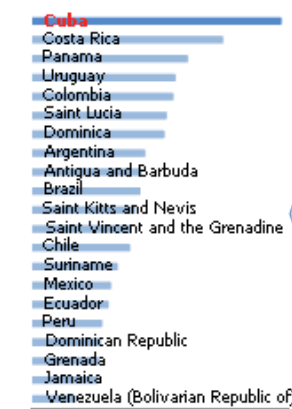 Cuba
Costa Rica
Panama
Uruguay
Colombia
Saint Lucia
Dominica
Argentina
Antigua and Barbuda
Brazil
Saint Kitts and Nevis
Saint Vincent and the Grenadine
Chile
Suriname
Mexico
Ecuador
Peru
Dominican Republic
Grenada
Jamaica
Venezuela (Bolivarian Republic of)